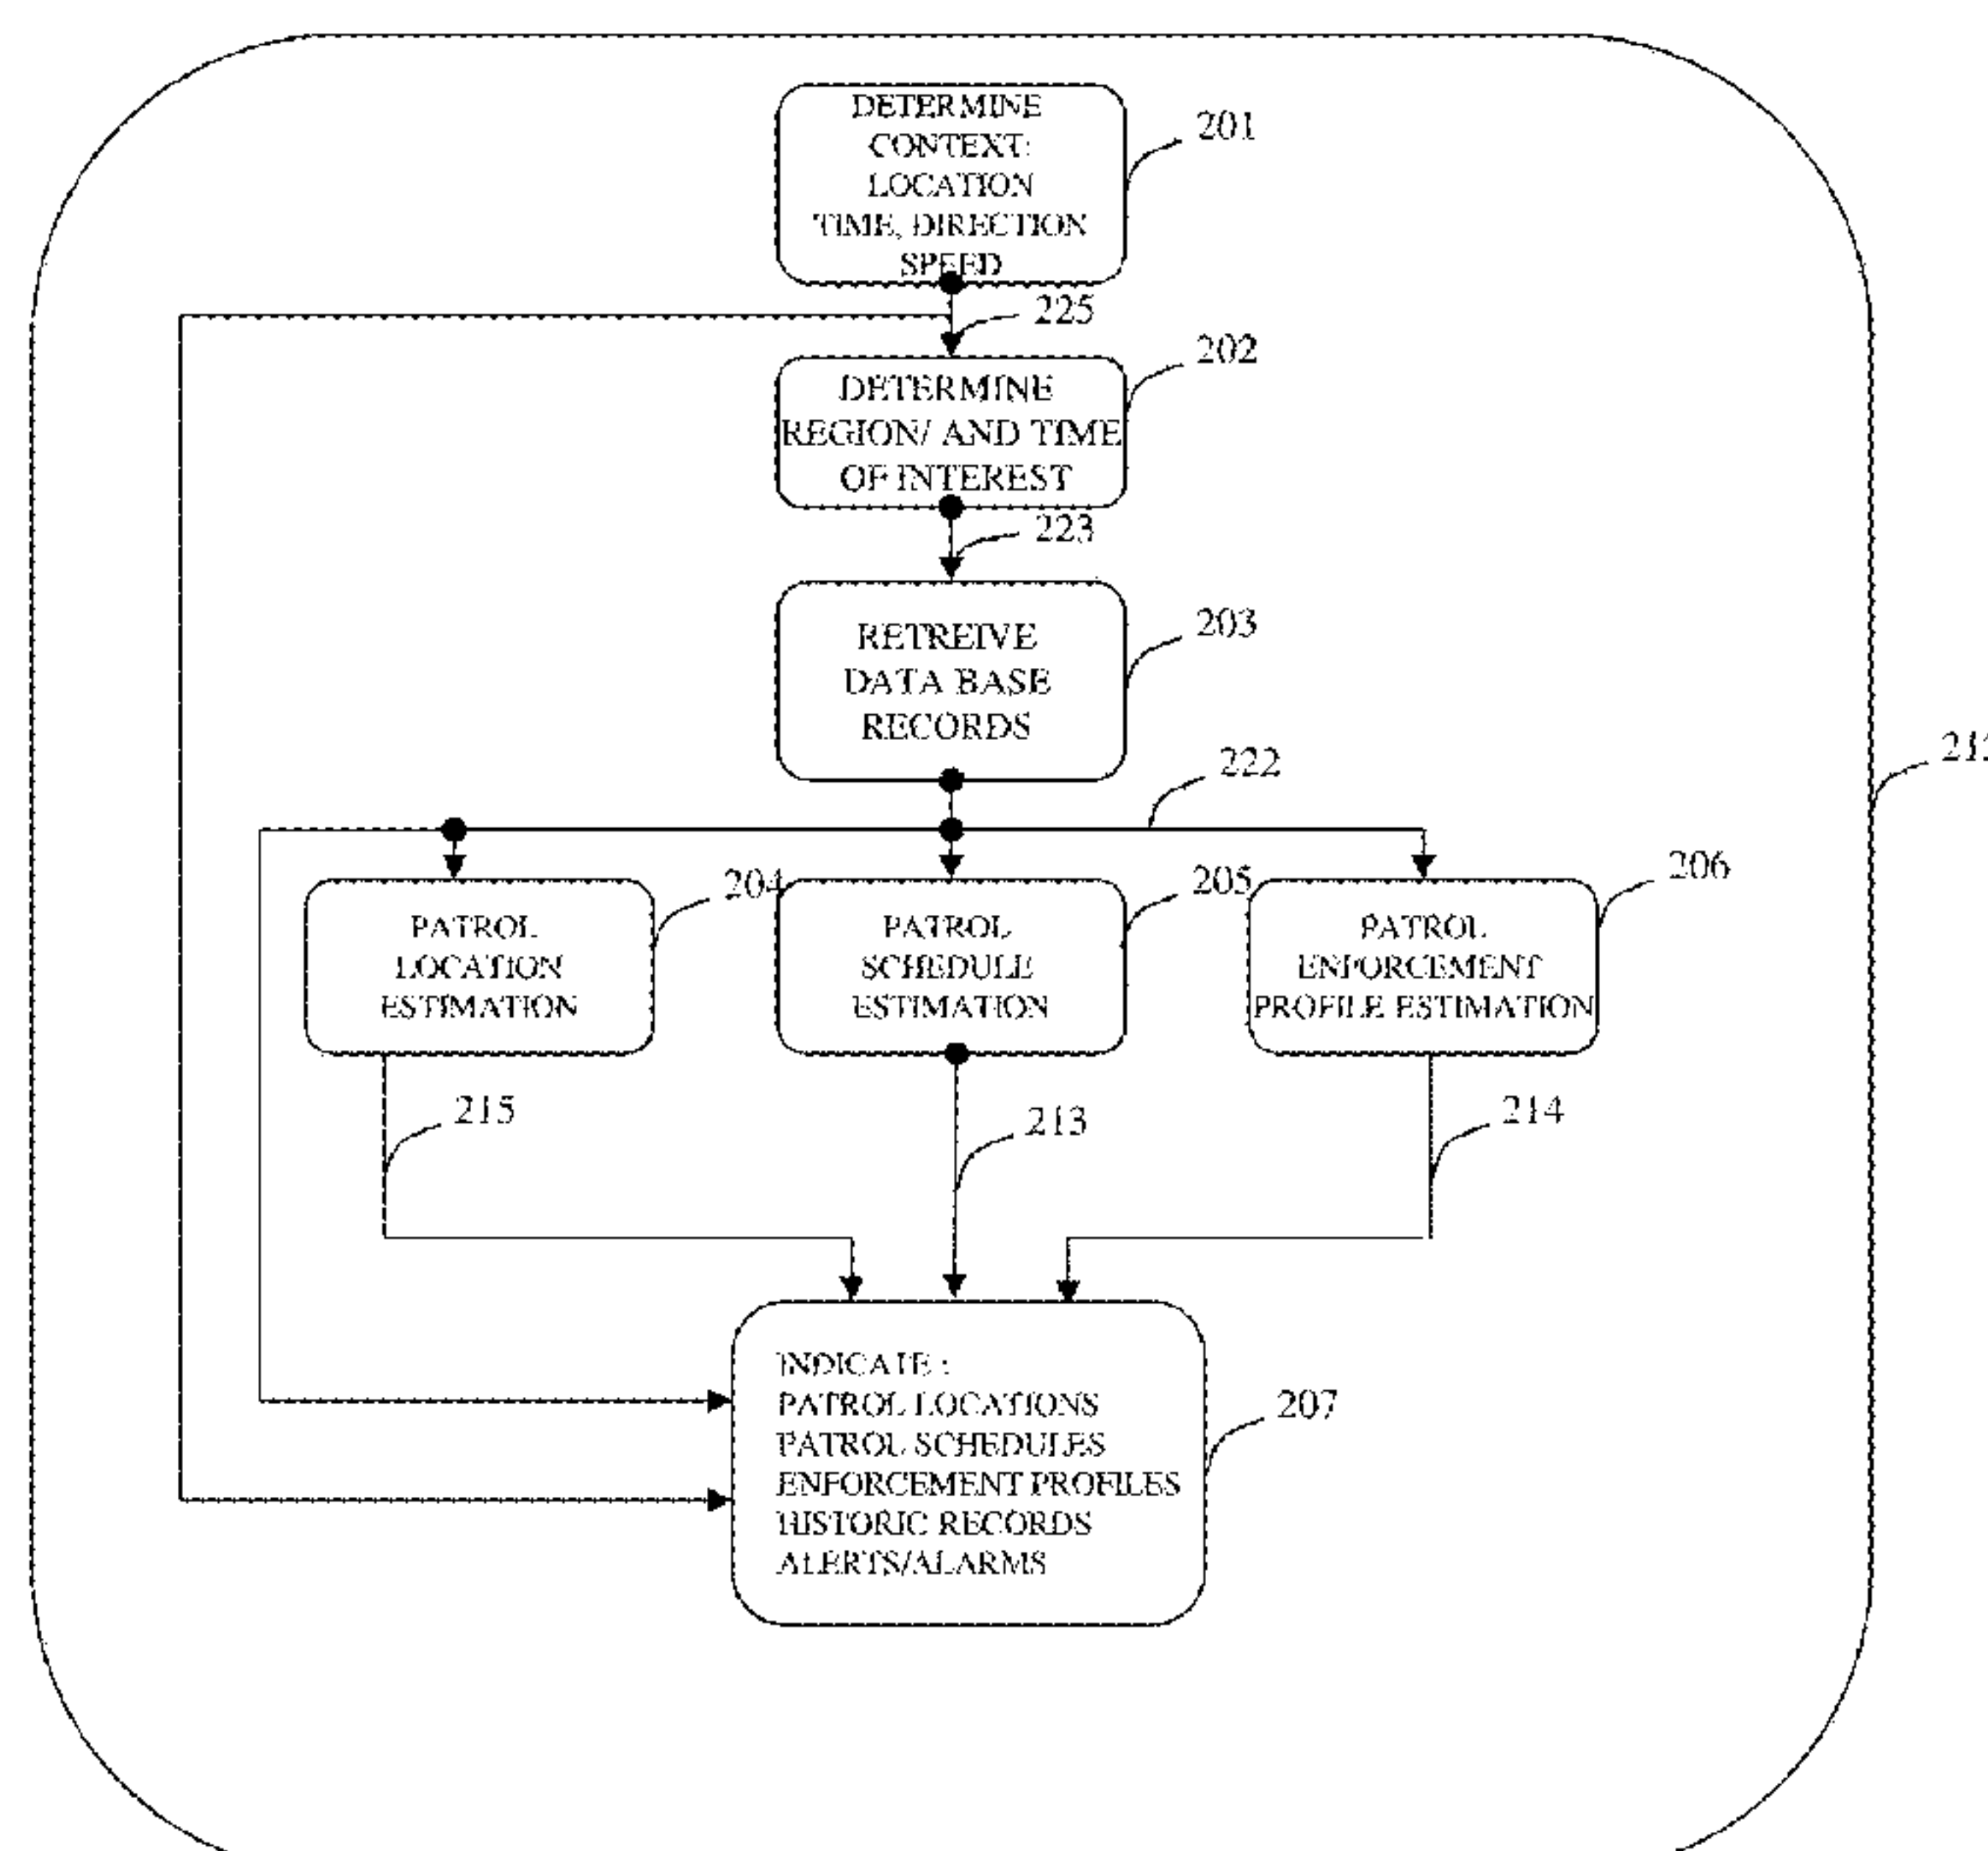 DETERMINE
CONTEXT:
LOCATION
TIME, DIRECTION
SPEED
201
225
202
DETERMINE
REGION/ AND TIME
OF INTEREST
223
203
RETREIVE
DATA BASE
RECORDS
222
204
205
206
PATROL
LOCATION
ESTIMATION
PATROL
SCHEDULE
ESTIMATION
PATROL
ENFORCEMENT
PROFILE ESTIMATION
215
213
214
INDICATE :
PATROL LOCATIONS
PATROL SCHEDULES
ENFORCEMENT PROFILES
HISTORIC RECORDS
ALERTS/ALARMS
207